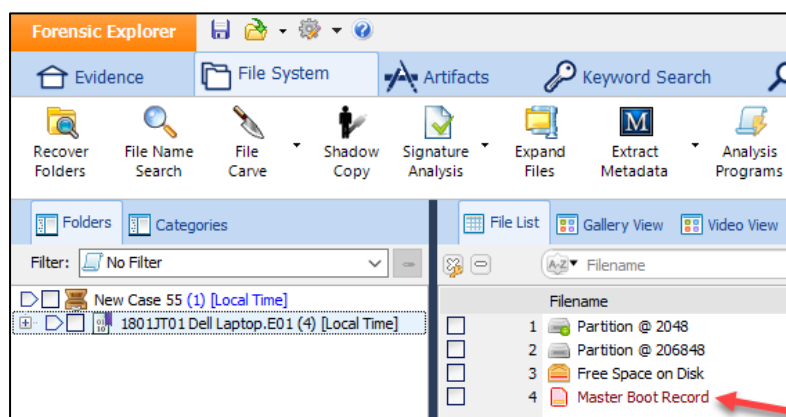 Forensic Explorer
Evidence File System Artifacts Keyword Search
Recover Folders File Name Search File Carve Shadow Copy Signature Analysis Expand Files Extract Metadata Analysis Programs
Folders Categories File List Gallery View Video View
Filter: No Filter A-Z Filename
Filename
New Case 55 (1) [Local Time]
1801JT01 Dell Laptop.E01 (4) [Local Time]
1 Partition @ 2048
2 Partition @ 206848
3 Free Space on Disk
4 Master Boot Record